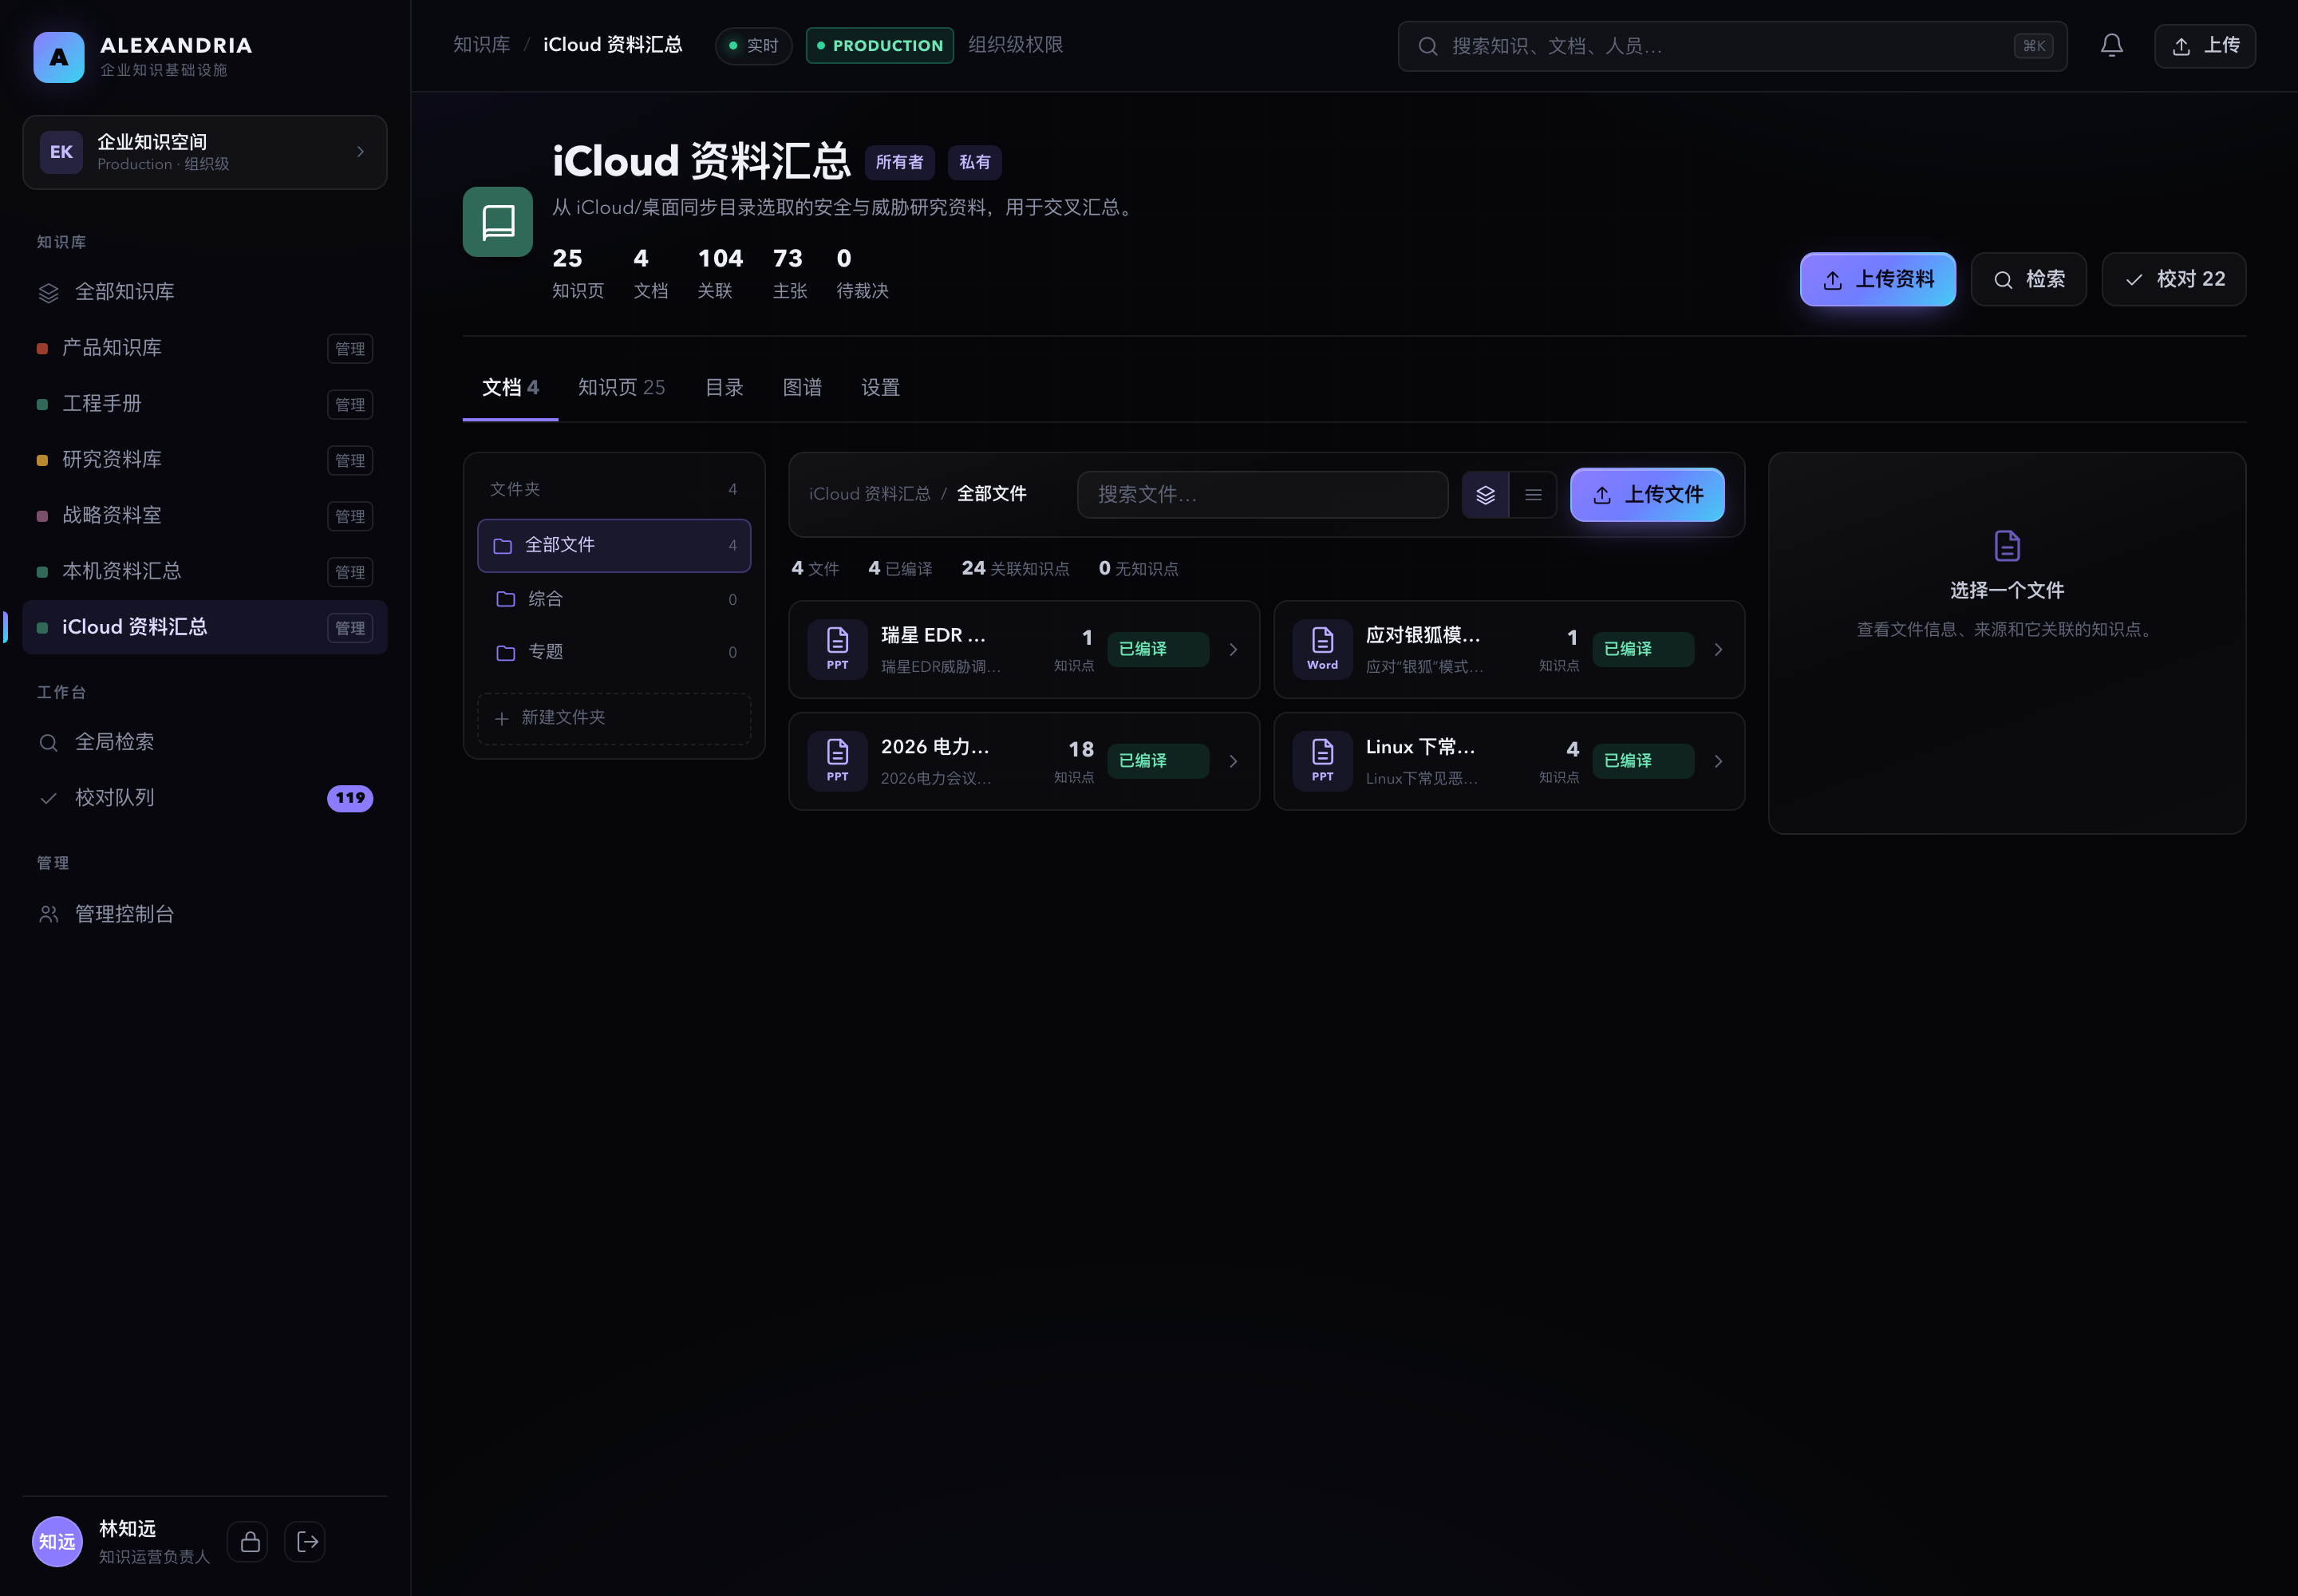 A
ALEXANDRIA
企业知识基础设施
EK
企业知识空间
Production · 组织级
知识库
全部知识库
产品知识库 管理
工程手册 管理
研究资料库 管理
战略资料室 管理
本机资料汇总 管理
iCloud 资料汇总 管理
工作台
全局检索
校对队列 119
管理
管理控制台
知远
林知远
知识运营负责人
知识库 / iCloud 资料汇总 实时 PRODUCTION 组织级权限
搜索知识、文档、人员... ⌘K
上传
iCloud 资料汇总 所有者 私有
从 iCloud/桌面同步目录选取的安全与威胁研究资料，用于交叉汇总。
25 4 104 73 0
知识页 文档 关联 主张 待裁决
上传资料 检索 校对 22
文档 4 知识页 25 目录 图谱 设置
文件夹 4
全部文件 4
综合 0
专题 0
+ 新建文件夹
iCloud 资料汇总 / 全部文件 搜索文件... 上传文件
4 文件 4 已编译 24 关联知识点 0 无知识点
PPT
瑞星 EDR ...
瑞星EDR威胁调...
1
知识点
已编译
Word
应对银狐模...
应对“银狐”模式...
1
知识点
已编译
PPT
2026 电力...
2026电力会议...
18
知识点
已编译
PPT
Linux 下常...
Linux下常见恶...
4
知识点
已编译
选择一个文件
查看文件信息、来源和它关联的知识点。